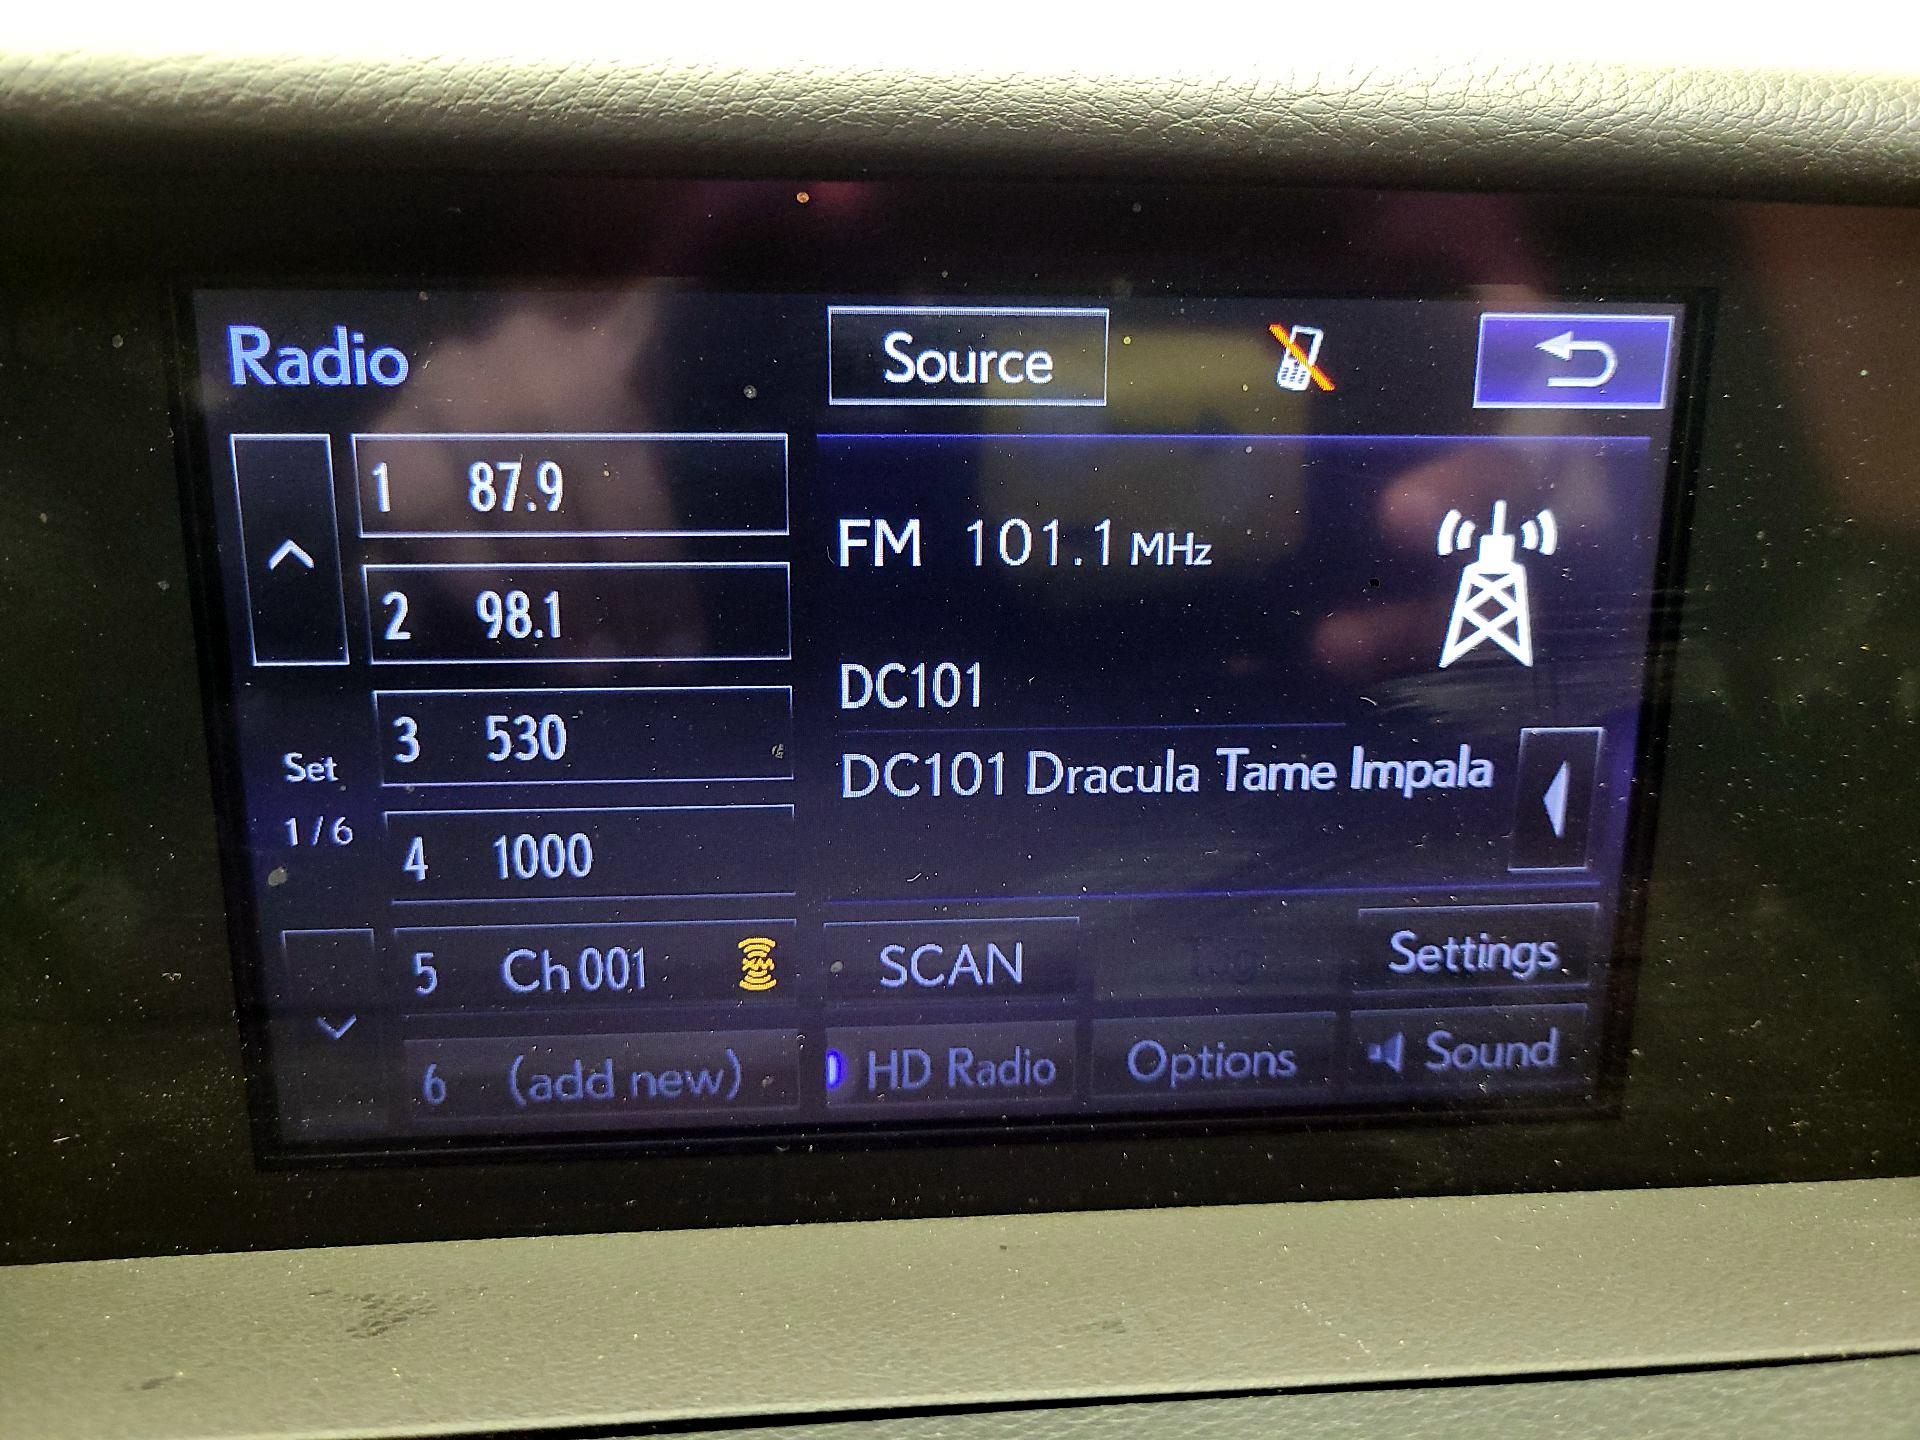 Radio
Source
1 87.9
2 98.1
3 530
4 1000
5 Ch 001 XM
6 (add new)
Set
1/6
FM 101.1 MHz
DC101
DC101 Dracula Tame Impala
SCAN
Settings
HD Radio
Options
Sound